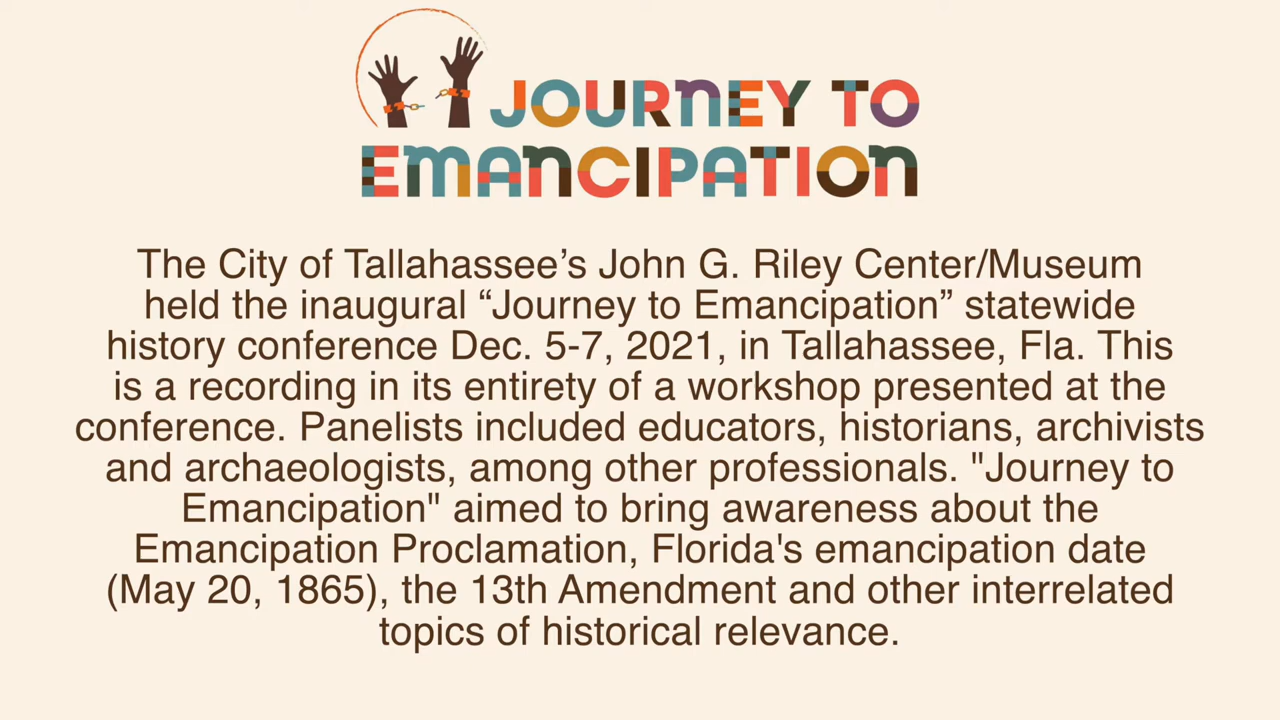 JOURNEY TO
EMANCIPATION
The City of Tallahassee’s John G. Riley Center/Museum
held the inaugural “Journey to Emancipation” statewide
history conference Dec. 5-7, 2021, in Tallahassee, Fla. This
is a recording in its entirety of a workshop presented at the
conference. Panelists included educators, historians, archivists
and archaeologists, among other professionals. "Journey to
Emancipation" aimed to bring awareness about the
Emancipation Proclamation, Florida's emancipation date
(May 20, 1865), the 13th Amendment and other interrelated
topics of historical relevance.